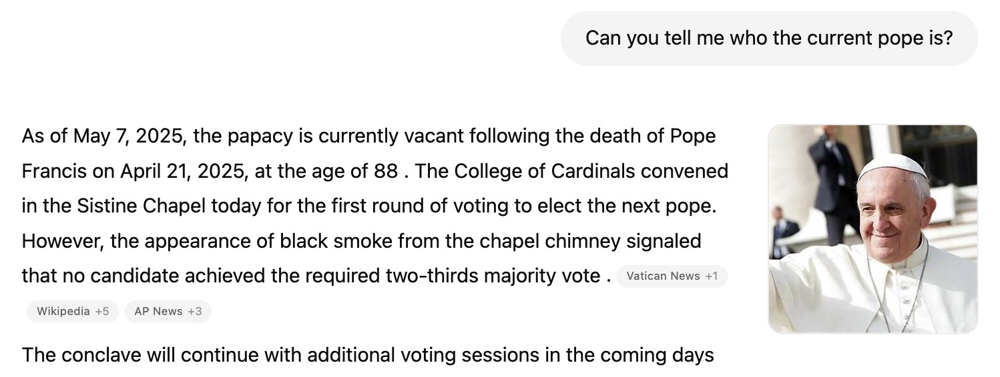 Can you tell me who the current pope is?
As of May 7, 2025, the papacy is currently vacant following the death of Pope
Francis on April 21, 2025, at the age of 88 . The College of Cardinals convened
in the Sistine Chapel today for the first round of voting to elect the next pope.
However, the appearance of black smoke from the chapel chimney signaled
that no candidate achieved the required two-thirds majority vote . Vatican News +1
Wikipedia +5 AP News +3
The conclave will continue with additional voting sessions in the coming days